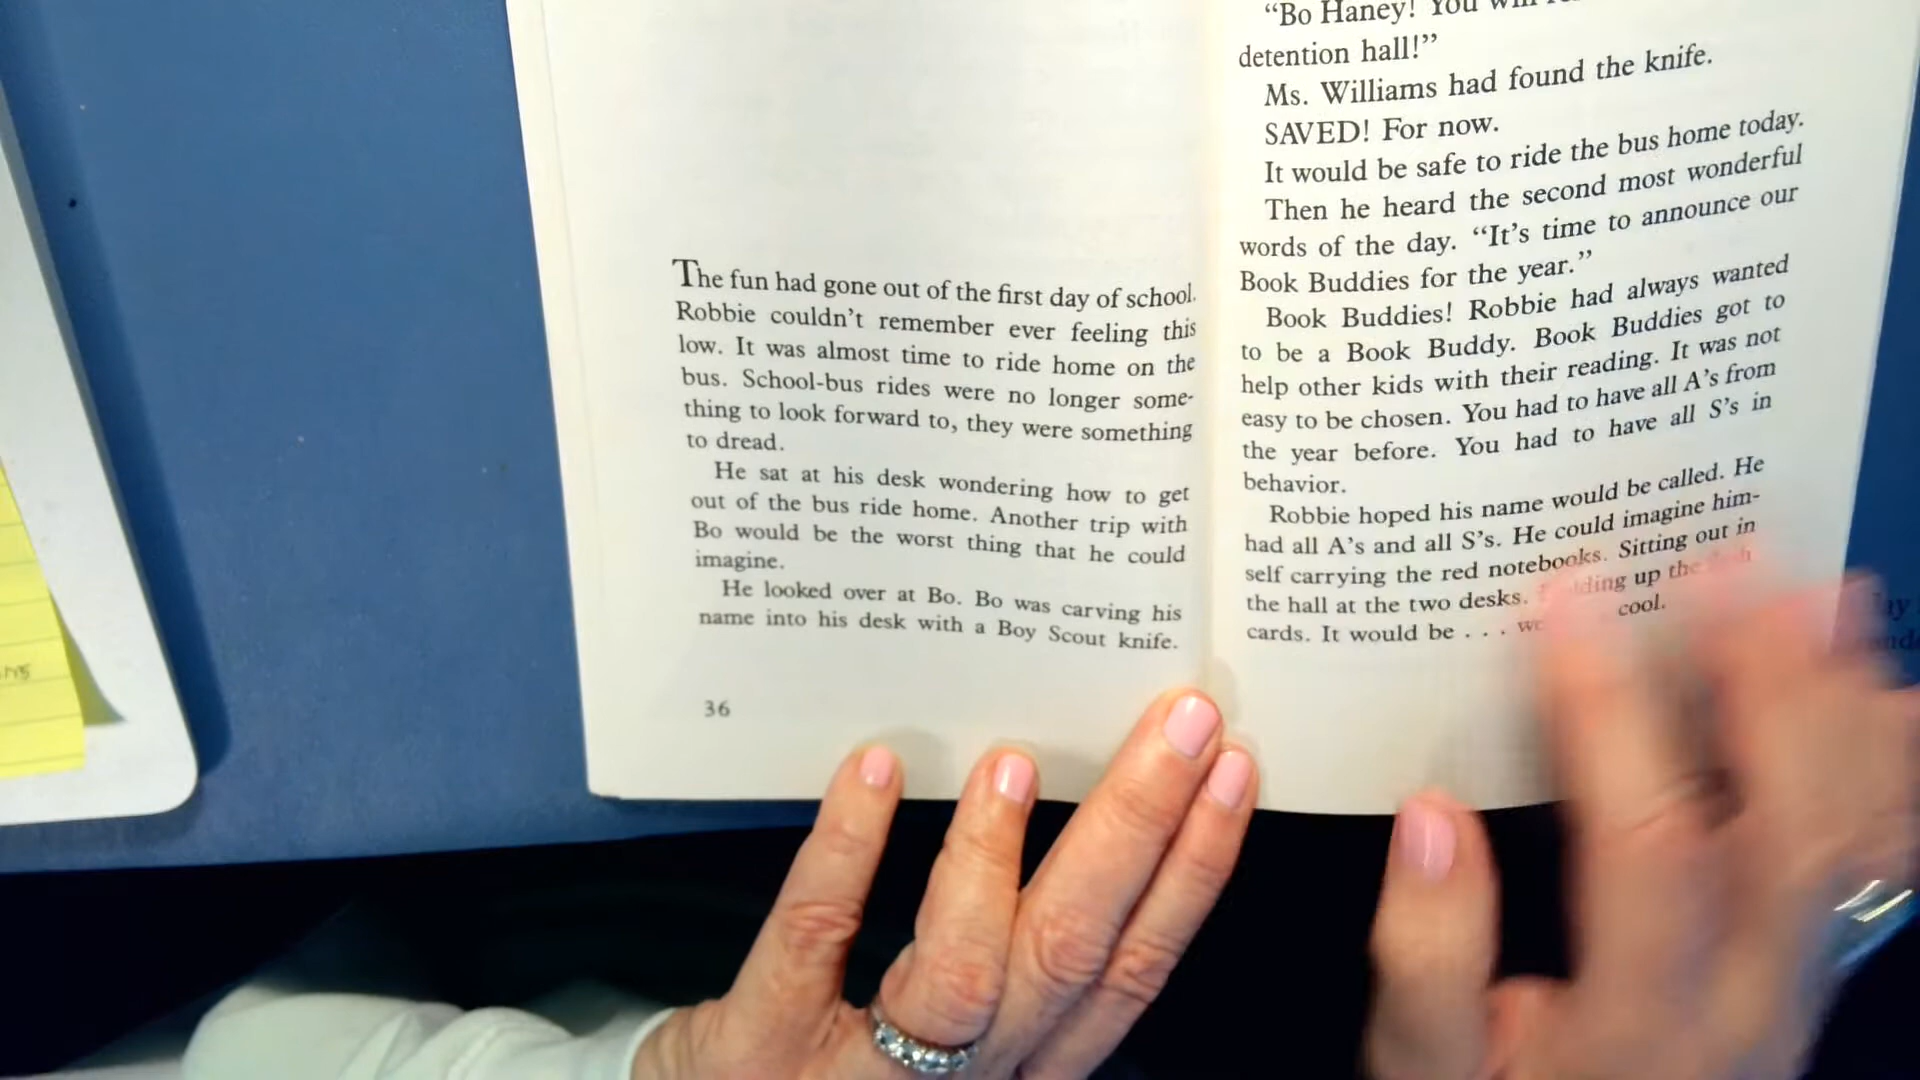 The fun had gone out of the first day of school.
Robbie couldn't remember ever feeling this
low. It was almost time to ride home on the
bus. School-bus rides were no longer some-
thing to look forward to, they were something
to dread.
He sat at his desk wondering how to get
out of the bus ride home. Another trip with
Bo would be the worst thing that he could
imagine.
He looked over at Bo. Bo was carving his
name into his desk with a Boy Scout knife.
36
“Bo Haney! You will
detention hall!”
Ms. Williams had found the knife.
SAVED! For now.
It would be safe to ride the bus home today.
Then he heard the second most wonderful
words of the day. “It's time to announce our
Book Buddies for the year.”
Book Buddies! Robbie had always wanted
to be a Book Buddy. Book Buddies got to
help other kids with their reading. It was not
easy to be chosen. You had to have all A's from
the year before. You had to have all S's in
behavior.
Robbie hoped his name would be called. He
had all A's and all S's. He could imagine him-
self carrying the red notebooks. Sitting out in
the hall at the two desks. up the
cards. It would be . . . cool.